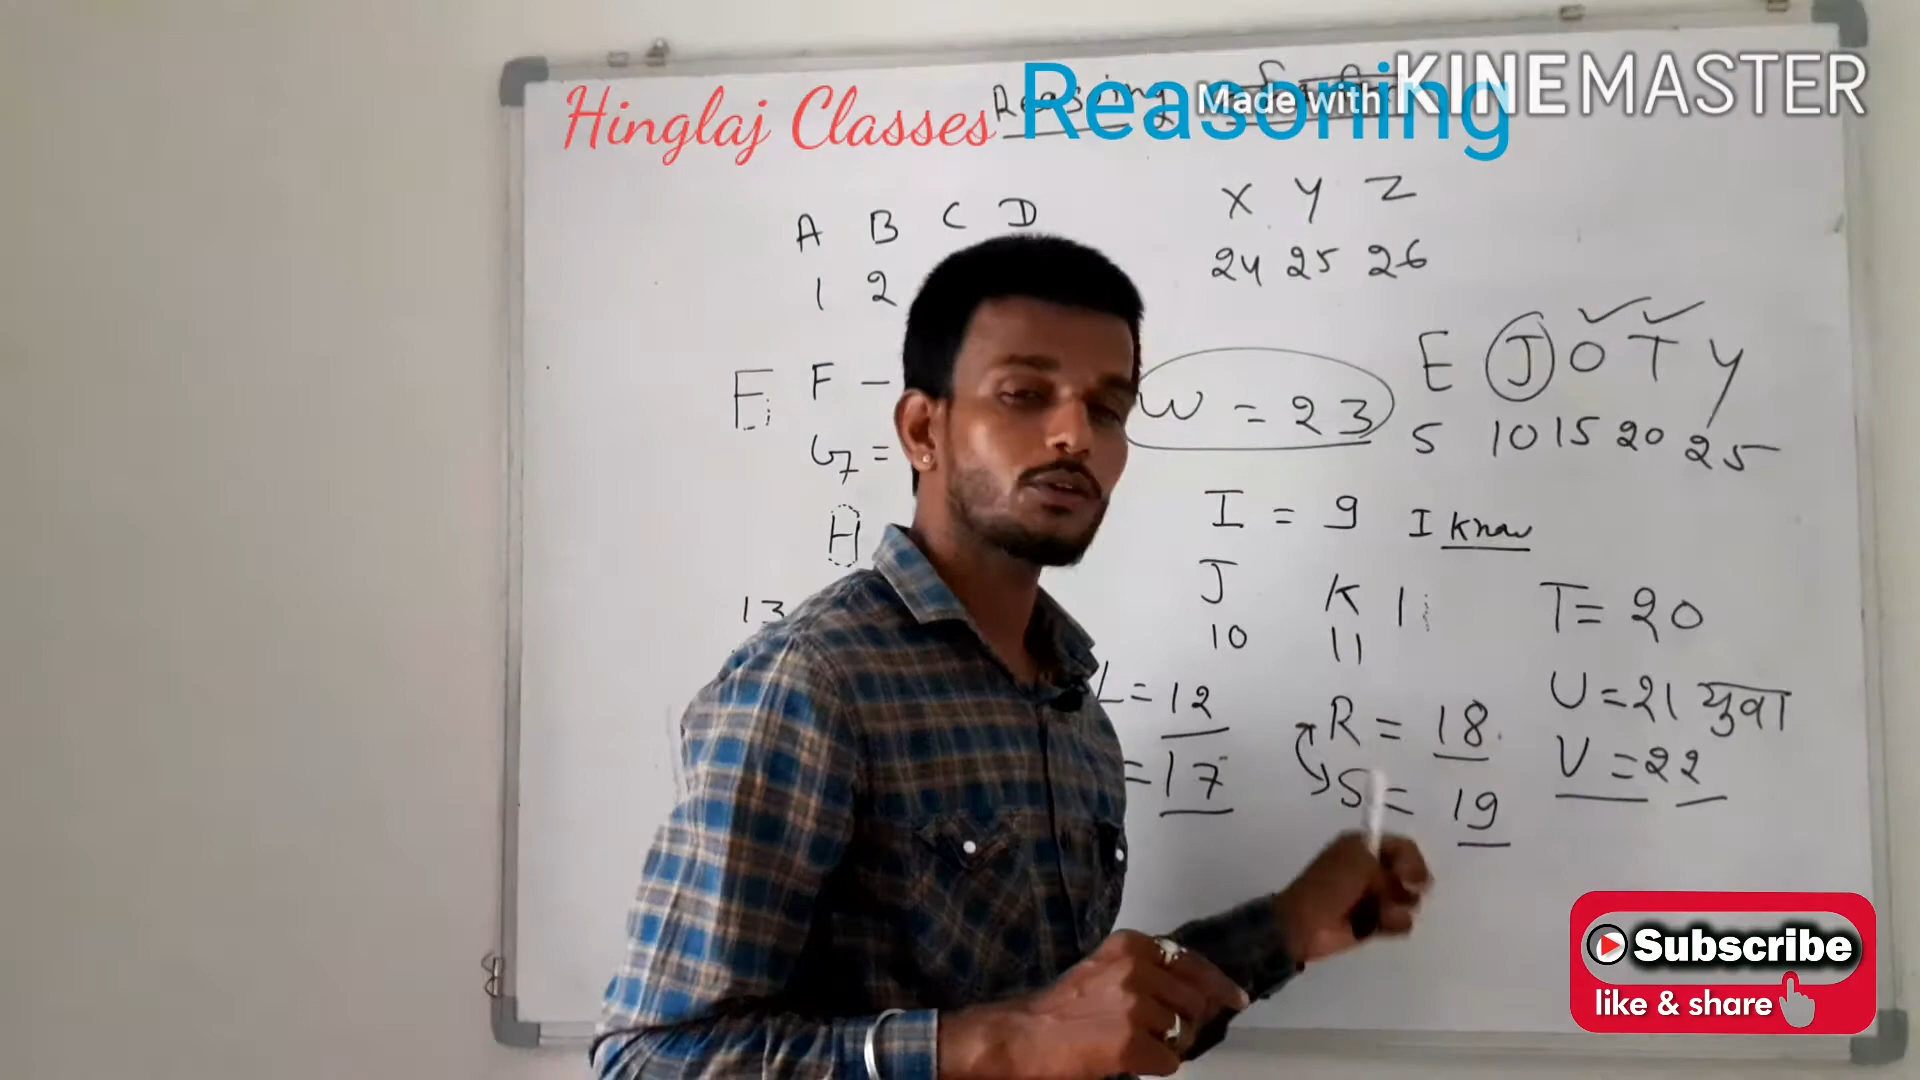 Hinglaj Classes
Reasoning
Made with KINEMASTER
Reasoning
A B C D
1 2
X Y Z
24 25 26
E J O T Y
5 10 15 20 25
F –
G =
H
13
W = 23
I = 9 I know
J K
10 11
L = 12
= 17
R = 18
S = 19
T = 20
U = 21 युवा
V = 22
Subscribe
like & share